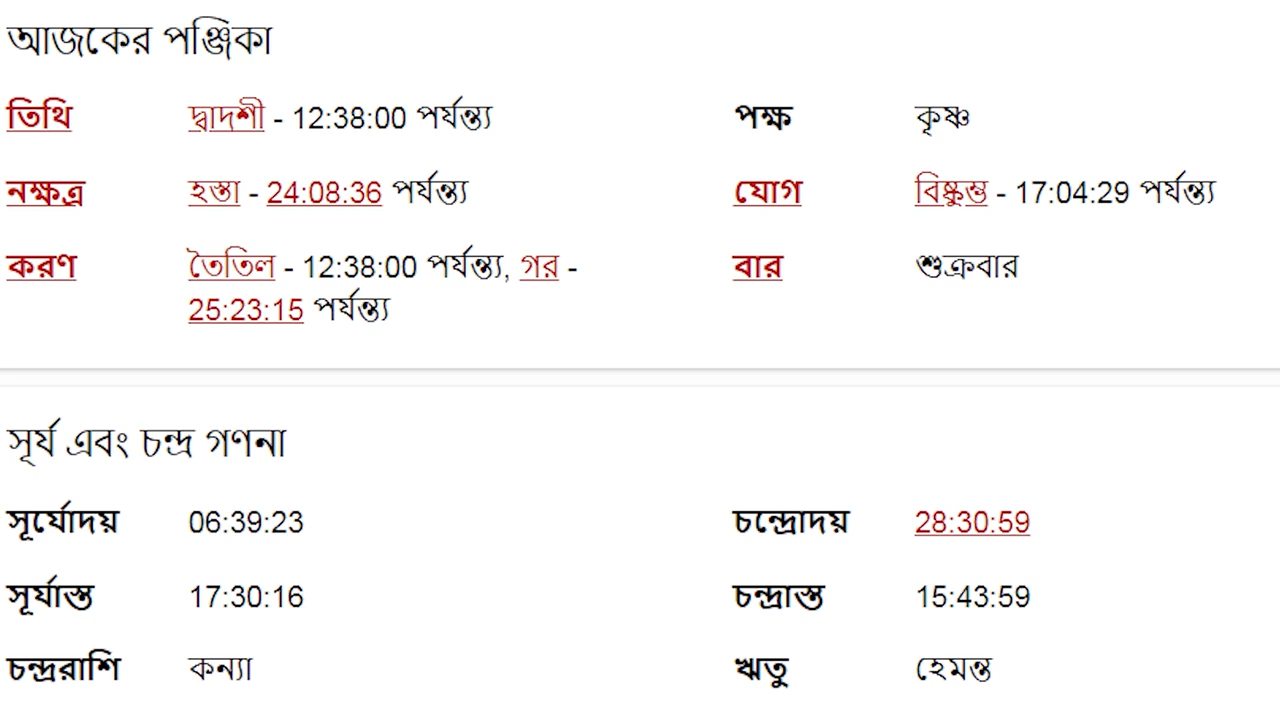 আজকের পঞ্জিকা
তিথি দ্বাদশী - 12:38:00 পর্যন্ত্য পক্ষ কৃষ্ণ
নক্ষত্র হস্তা - 24:08:36 পর্যন্ত্য যোগ বিষ্কুম্ভ - 17:04:29 পর্যন্ত্য
করণ তৈতিল - 12:38:00 পর্যন্ত্য, গর - বার শুক্রবার
25:23:15 পর্যন্ত্য
সূর্য এবং চন্দ্র গণনা
সূর্যোদয় 06:39:23 চন্দ্রোদয় 28:30:59
সূর্যাস্ত 17:30:16 চন্দ্রাস্ত 15:43:59
চন্দ্ররাশি কন্যা ঋতু হেমন্ত